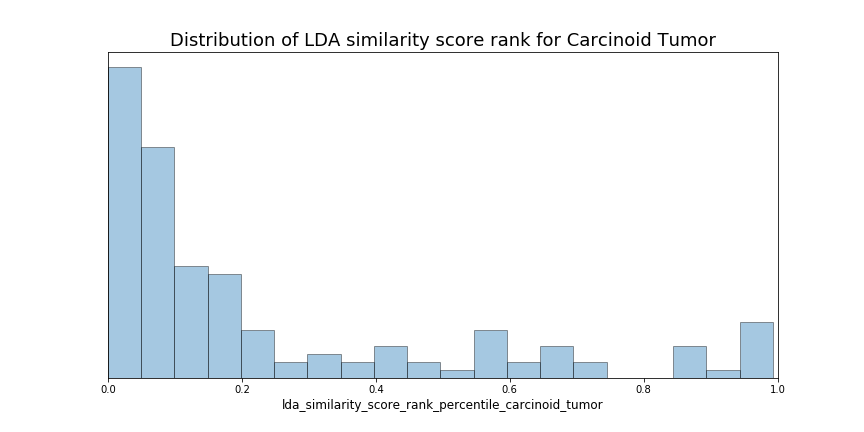 Distribution of LDA similarity score rank for Carcinoid Tumor
0.0 0.2 0.4 0.6 0.8 1.0
lda_similarity_score_rank_percentile_carcinoid_tumor